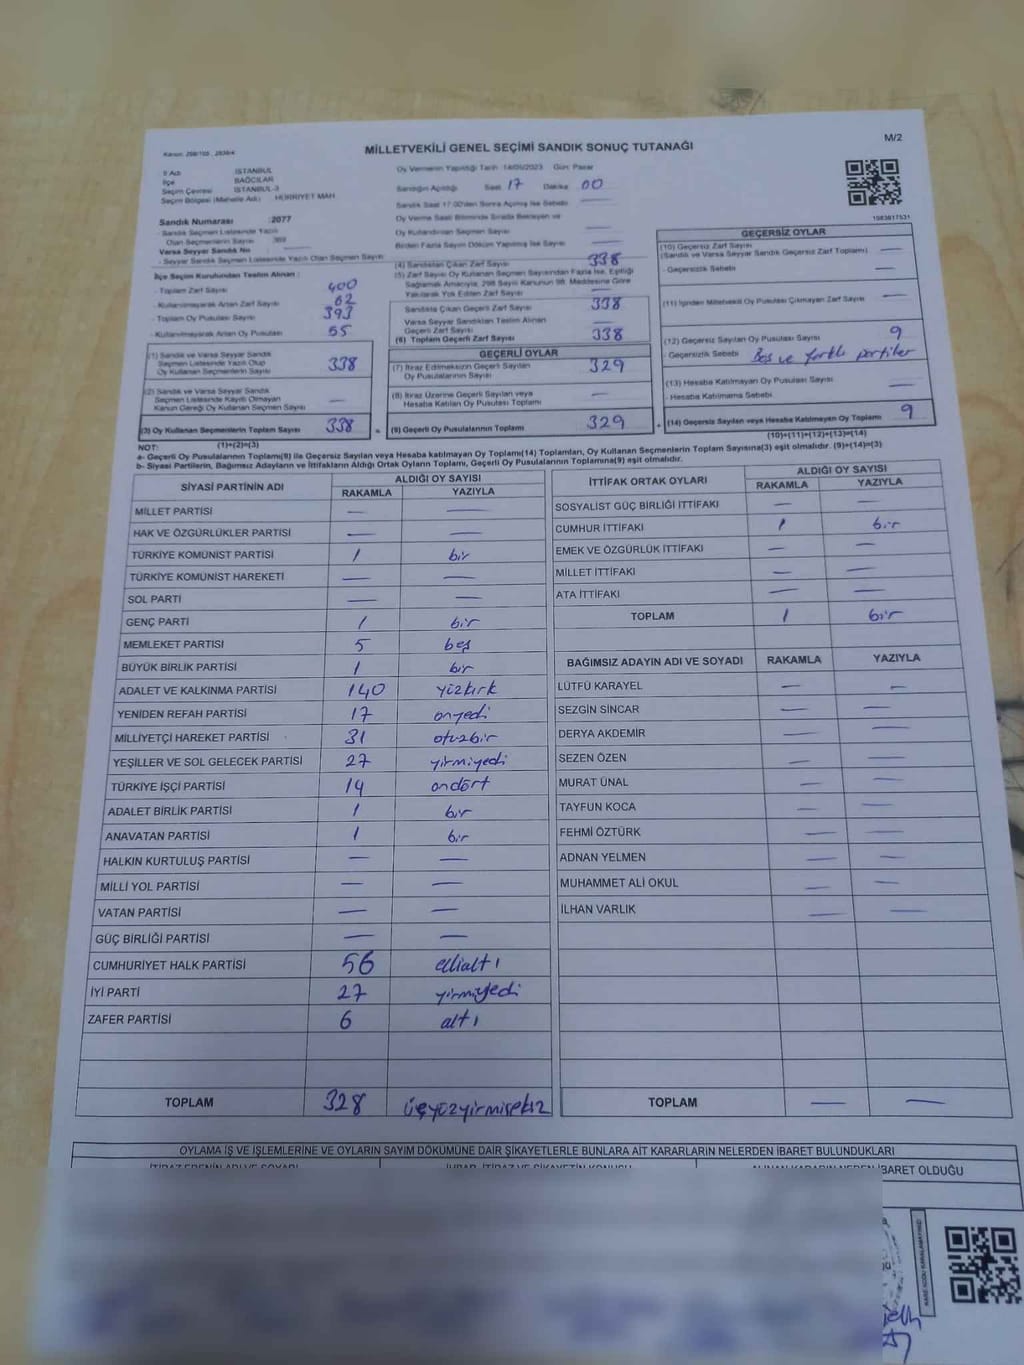 Kanun: 298/105 , 2839/4
M/2
MİLLETVEKİLİ GENEL SEÇİMİ SANDIK SONUÇ TUTANAĞI
İl Adı İSTANBUL
İlçe BAĞCILAR
Seçim Çevresi İSTANBUL-3
Seçim Bölgesi (Mahalle Adı) HÜRRİYET MAH
Sandık Numarası :2077
- Sandık Seçmen Listesinde Yazılı
Olan Seçmenlerin Sayısı
Varsa Seyyar Sandık No
- Seyyar Sandık Seçmen Listesinde Yazılı Olan Seçmen Sayısı
İlçe Seçim Kurulundan Teslim Alınan :
- Toplam Zarf Sayısı 400
- Kullanılmayarak Artan Zarf Sayısı 62
- Toplam Oy Pusulası Sayısı 393
- Kullanılmayarak Artan Oy Pusulası 55
(1) Sandık ve Varsa Seyyar Sandık
Seçmen Listesinde Yazılı Olup
Oy Kullanan Seçmenlerin Sayısı 338
(2) Sandık ve Varsa Seyyar Sandık
Seçmen Listesinde Kayıtlı Olmayan
Kanun Gereği Oy Kullanan Seçmen Sayısı —
(3) Oy Kullanan Seçmenlerin Toplam Sayısı 338 =
(1)+(2)=(3)
Oy Vermenin Yapıldığı Tarih :14/05/2023 Gün: Pazar
Sandığın Açıldığı Saat 17 Dakika 00
Sandık Saat 17:00'den Sonra Açılmış İse Sebebi —
Oy Verme Saati Bitiminde Sırada Bekleyen ve
Oy Kullandırılan Seçmen Sayısı —
Birden Fazla Sayım Döküm Yapılmış İse Sayısı —
(4) Sandıktan Çıkan Zarf Sayısı 338
(5) Zarf Sayısı Oy Kullanan Seçmen Sayısından Fazla İse, Eşitliği
Sağlamak Amacıyla, 298 Sayılı Kanunun 98. Maddesine Göre
Yakılarak Yok Edilen Zarf Sayısı —
Sandıkta Çıkan Geçerli Zarf Sayısı 338
Varsa Seyyar Sandıktan Teslim Alınan
Geçerli Zarf Sayısı —
(6) Toplam Geçerli Zarf Sayısı 338
GEÇERLİ OYLAR
(7) İtiraz Edilmeksizin Geçerli Sayılan
Oy Pusulalarının Sayısı 329
(8) İtiraz Üzerine Geçerli Sayılan veya
Hesaba Katılan Oy Pusulası Toplamı —
(9) Geçerli Oy Pusulalarının Toplamı 329 +
1983817531
GEÇERSİZ OYLAR
(10) Geçersiz Zarf Sayısı
(Sandık ve Varsa Seyyar Sandık Geçersiz Zarf Toplamı) —
- Geçersizlik Sebebi —
(11) İçinden Milletvekili Oy Pusulası Çıkmayan Zarf Sayısı —
(12) Geçersiz Sayılan Oy Pusulası Sayısı 9
- Geçersizlik Sebebi Boş ve farklı partiler
(13) Hesaba Katılmayan Oy Pusulası Sayısı —
- Hesaba Katılmama Sebebi —
(14) Geçersiz Sayılan veya Hesaba Katılmayan Oy Toplamı 9
(10)+(11)+(12)+(13)=(14)
NOT:
a- Geçerli Oy Pusulalarının Toplamı(9) ile Geçersiz Sayılan veya Hesaba katılmayan Oy Toplamı(14) Toplamları, Oy Kullanan Seçmenlerin Toplam Sayısına(3) eşit olmalıdır. (9)+(14)=(3)
b- Siyasi Partilerin, Bağımsız Adayların ve İttifakların Aldığı Ortak Oyların Toplamı, Geçerli Oy Pusulalarının Toplamına(9) eşit olmalıdır.
SİYASİ PARTİNİN ADI ALDIĞI OY SAYISI
RAKAMLA YAZIYLA
MİLLET PARTİSİ — —
HAK VE ÖZGÜRLÜKLER PARTİSİ — —
TÜRKİYE KOMÜNİST PARTİSİ 1 bir
TÜRKİYE KOMÜNİST HAREKETİ — —
SOL PARTİ — —
GENÇ PARTİ 1 bir
MEMLEKET PARTİSİ 5 beş
BÜYÜK BİRLİK PARTİSİ 1 bir
ADALET VE KALKINMA PARTİSİ 140 yüzkırk
YENİDEN REFAH PARTİSİ 17 onyedi
MİLLİYETÇİ HAREKET PARTİSİ 31 otuzbir
YEŞİLLER VE SOL GELECEK PARTİSİ 27 yirmiyedi
TÜRKİYE İŞÇİ PARTİSİ 14 ondört
ADALET BİRLİK PARTİSİ 1 bir
ANAVATAN PARTİSİ 1 bir
HALKIN KURTULUŞ PARTİSİ — —
MİLLİ YOL PARTİSİ — —
VATAN PARTİSİ — —
GÜÇ BİRLİĞİ PARTİSİ — —
CUMHURİYET HALK PARTİSİ 56 ellialtı
İYİ PARTİ 27 yirmiyedi
ZAFER PARTİSİ 6 altı
TOPLAM 328 üçyüzyirmisekiz
İTTİFAK ORTAK OYLARI ALDIĞI OY SAYISI
RAKAMLA YAZIYLA
SOSYALİST GÜÇ BİRLİĞİ İTTİFAKI — —
CUMHUR İTTİFAKI 1 bir
EMEK VE ÖZGÜRLÜK İTTİFAKI — —
MİLLET İTTİFAKI — —
ATA İTTİFAKI — —
TOPLAM 1 bir
BAĞIMSIZ ADAYIN ADI VE SOYADI RAKAMLA YAZIYLA
LÜTFÜ KARAYEL — —
SEZGİN SİNCAR — —
DERYA AKDEMİR — —
SEZEN ÖZEN — —
MURAT ÜNAL — —
TAYFUN KOCA — —
FEHMİ ÖZTÜRK — —
ADNAN YELMEN — —
MUHAMMET ALİ OKUL — —
İLHAN VARLIK — —
TOPLAM — —
OYLAMA İŞ VE İŞLEMLERİNE VE OYLARIN SAYIM DÖKÜMÜNE DAİR ŞİKAYETLERLE BUNLARA AİT KARARLARIN NELERDEN İBARET BULUNDUKLARI
İBARET OLDUĞU